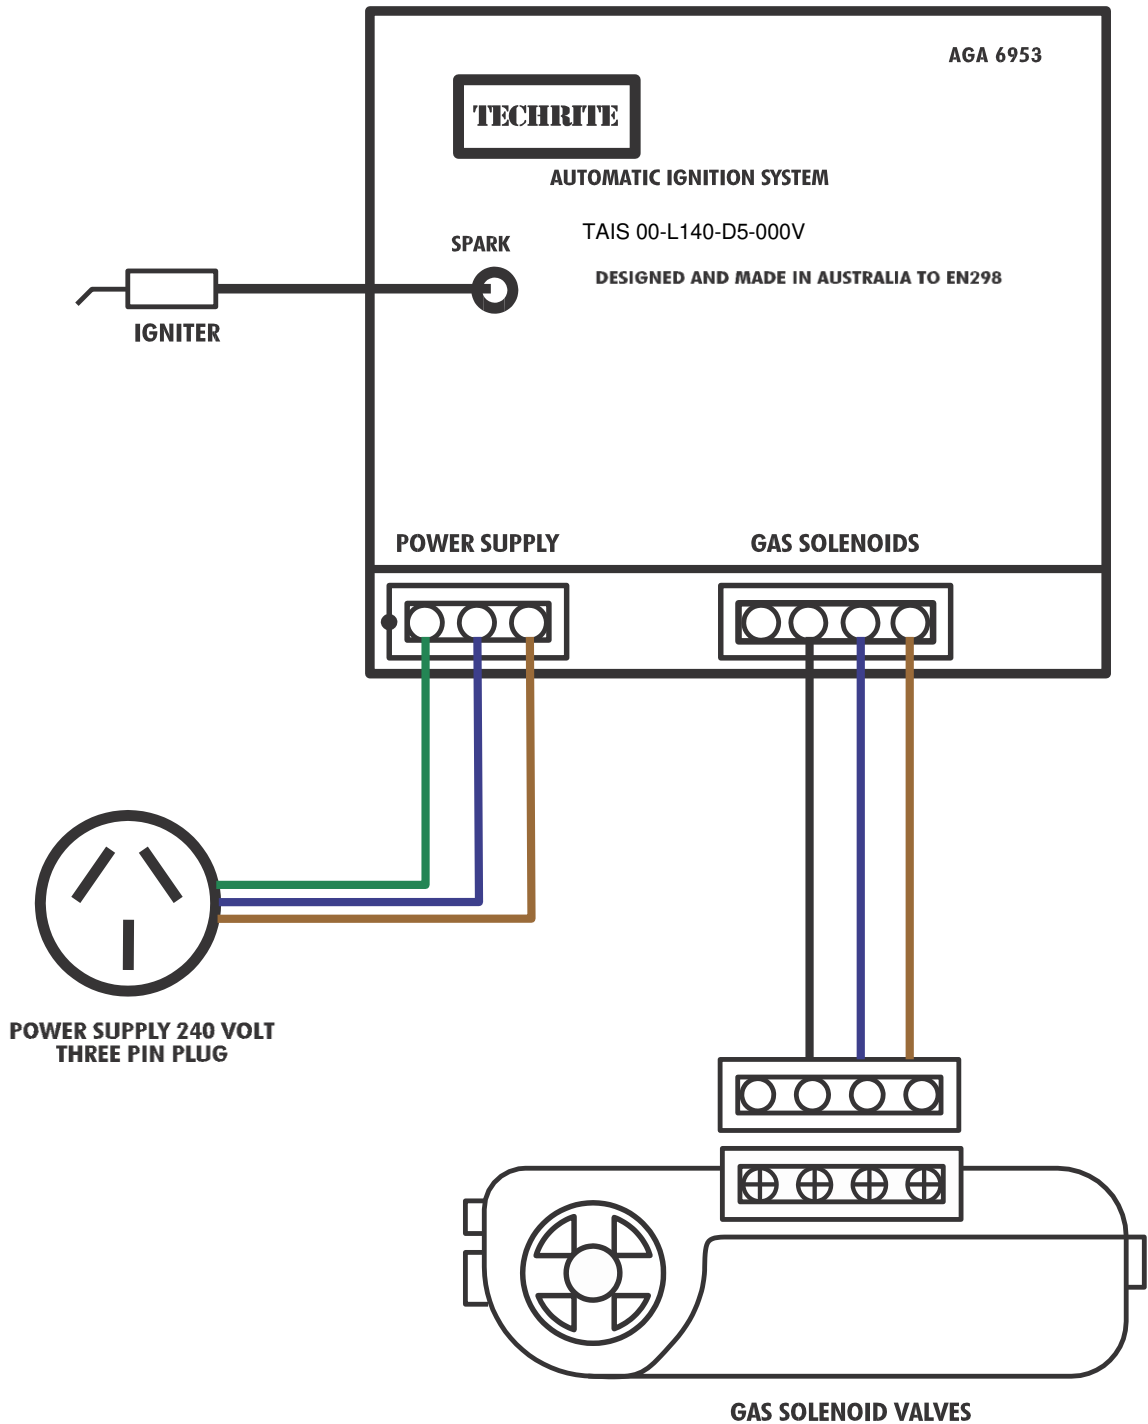 AGA 6953
TECHRITE
AUTOMATIC IGNITION SYSTEM
TAIS 00-L140-D5-000V
SPARK
DESIGNED AND MADE IN AUSTRALIA TO EN298
IGNITER
POWER SUPPLY
GAS SOLENOIDS
POWER SUPPLY 240 VOLT
THREE PIN PLUG
GAS SOLENOID VALVES